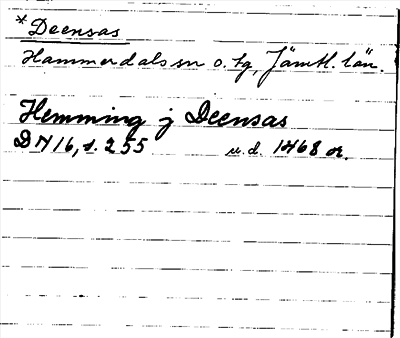 * Deensas
Hammerdals sn o. tg, Jämtl. län.
Hemming j Deensas
DN 16, s. 255 u.d. 1468 or.